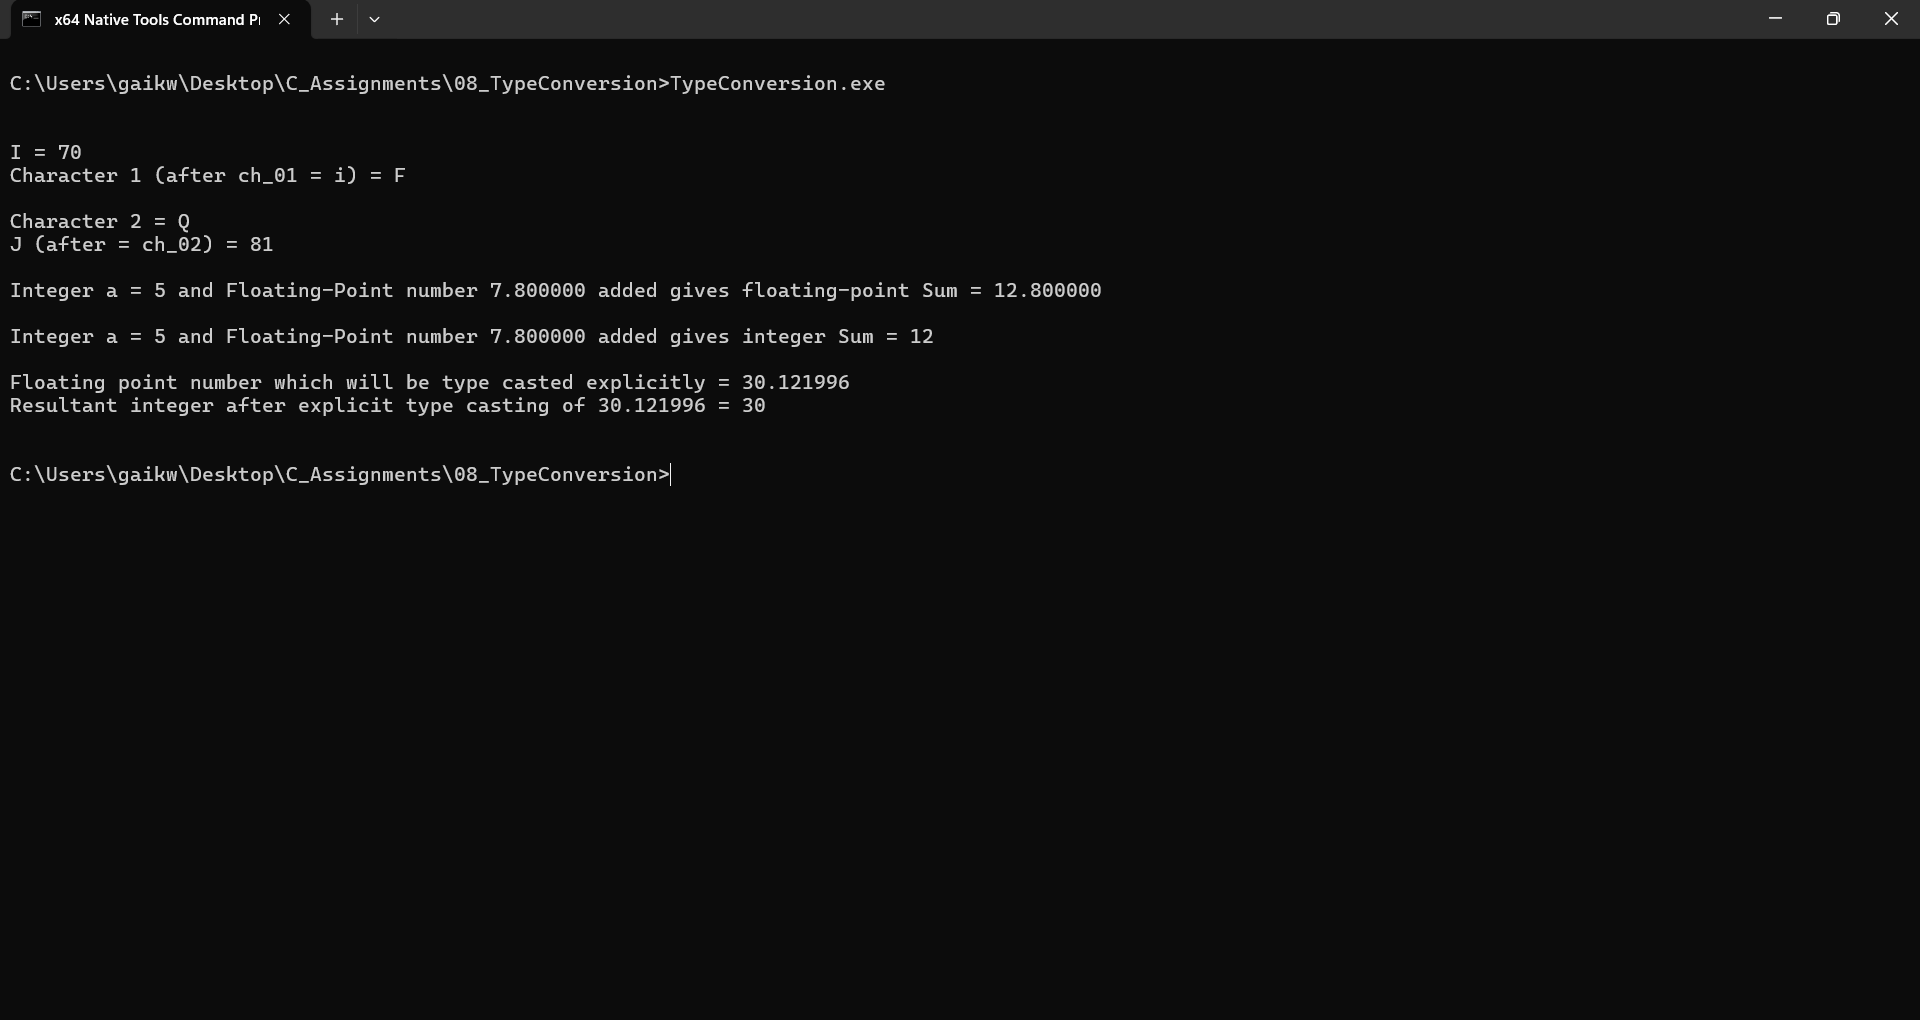 x64 Native Tools Command Pr
C:\Users\gaikw\Desktop\C_Assignments\08_TypeConversion>TypeConversion.exe
I = 70
Character 1 (after ch_01 = i) = F
Character 2 = Q
J (after = ch_02) = 81
Integer a = 5 and Floating-Point number 7.800000 added gives floating-point Sum = 12.800000
Integer a = 5 and Floating-Point number 7.800000 added gives integer Sum = 12
Floating point number which will be type casted explicitly = 30.121996
Resultant integer after explicit type casting of 30.121996 = 30
C:\Users\gaikw\Desktop\C_Assignments\08_TypeConversion>